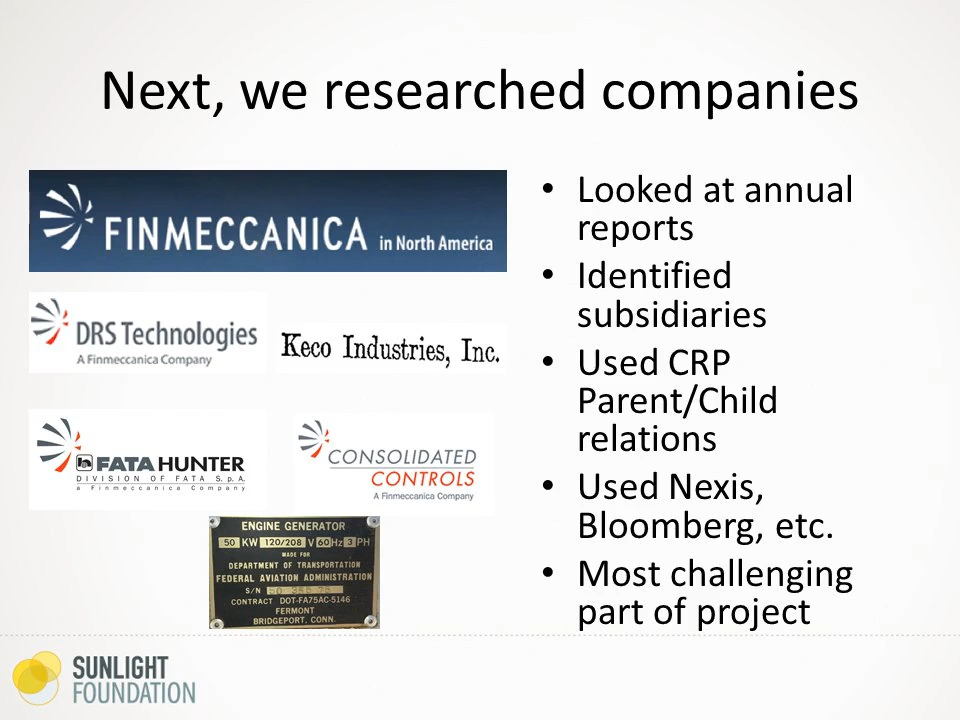 Next, we researched companies
FINMECCANICA in North America
DRS Technologies
A Finmeccanica Company
Keco Industries, Inc.
FATA HUNTER
DIVISION OF FATA S.p.A.
a Finmeccanica Company
CONSOLIDATED
CONTROLS
A Finmeccanica Company
ENGINE GENERATOR
50 KW 120/208 V 60 Hz 3 PH
MADE FOR
DEPARTMENT OF TRANSPORTATION
FEDERAL AVIATION ADMINISTRATION
S/N
CONTRACT DOT-FA75AC-5146
FERMONT
BRIDGEPORT, CONN.
• Looked at annual
reports
• Identified
subsidiaries
• Used CRP
Parent/Child
relations
• Used Nexis,
Bloomberg, etc.
• Most challenging
part of project
SUNLIGHT
FOUNDATION